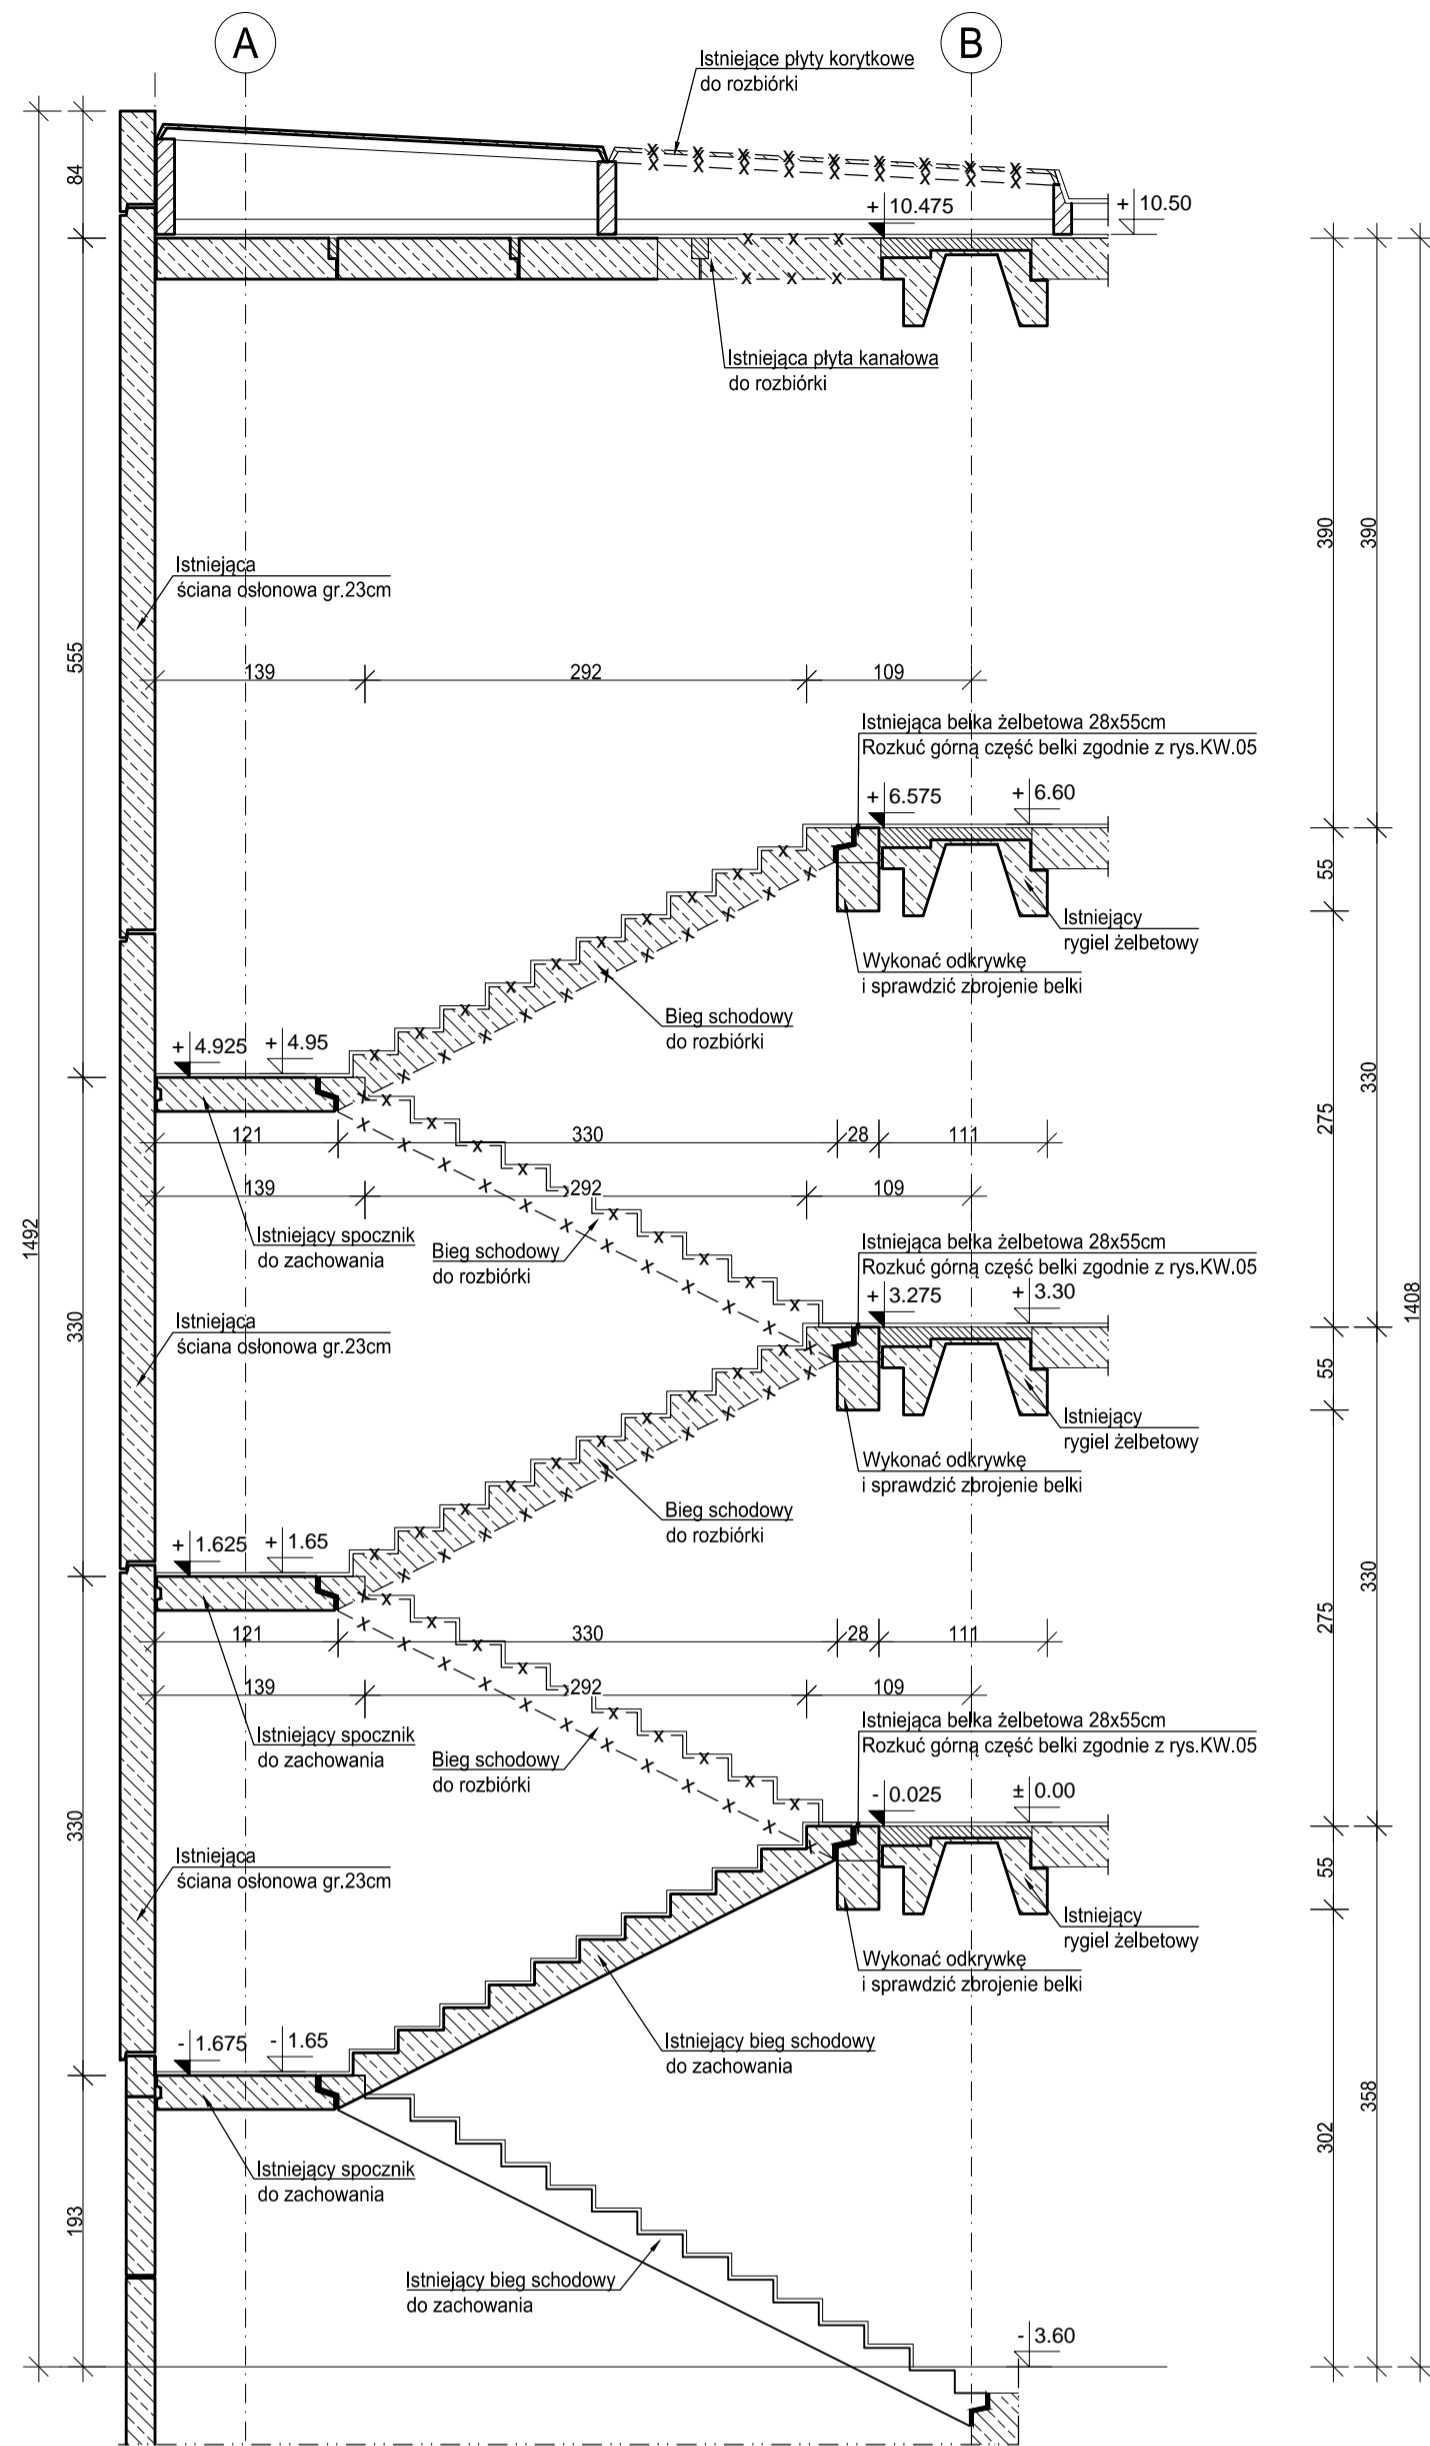 A
B
Istniejące płyty korytkowe
do rozbiórki
84
+ 10.475
+ 10.50
Istniejąca płyta kanałowa
do rozbiórki
390
390
Istniejąca
ściana osłonowa gr.23cm
555
139
292
109
Istniejąca belka żelbetowa 28x55cm
Rozkuć górną część belki zgodnie z rys.KW.05
+ 6.575
+ 6.60
55
Istniejący
rygiel żelbetowy
Wykonać odkrywkę
i sprawdzić zbrojenie belki
Bieg schodowy
do rozbiórki
+ 4.925
+ 4.95
330
275
121
330
28
111
139
292
109
1492
Istniejący spocznik
do zachowania
Bieg schodowy
do rozbiórki
Istniejąca belka żelbetowa 28x55cm
Rozkuć górną część belki zgodnie z rys.KW.05
+ 3.275
+ 3.30
1408
330
Istniejąca
ściana osłonowa gr.23cm
55
Istniejący
rygiel żelbetowy
Wykonać odkrywkę
i sprawdzić zbrojenie belki
Bieg schodowy
do rozbiórki
+ 1.625
+ 1.65
330
275
121
330
28
111
139
292
109
Istniejący spocznik
do zachowania
Bieg schodowy
do rozbiórki
Istniejąca belka żelbetowa 28x55cm
Rozkuć górną część belki zgodnie z rys.KW.05
- 0.025
± 0.00
330
Istniejąca
ściana osłonowa gr.23cm
55
Istniejący
rygiel żelbetowy
Wykonać odkrywkę
i sprawdzić zbrojenie belki
Istniejący bieg schodowy
do zachowania
- 1.675
- 1.65
358
302
Istniejący spocznik
do zachowania
193
Istniejący bieg schodowy
do zachowania
- 3.60